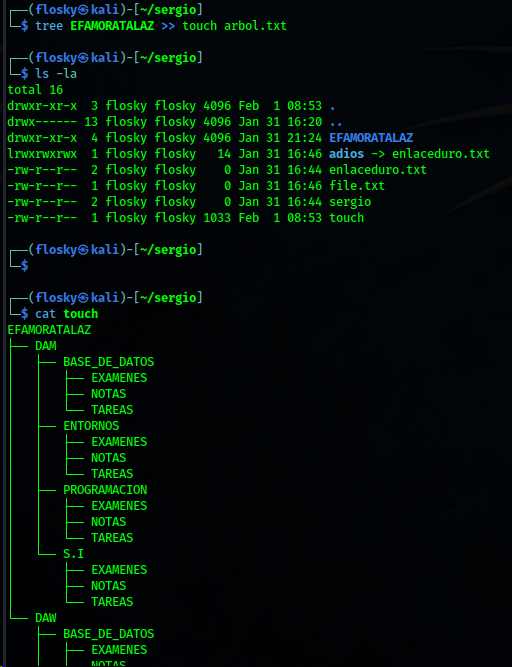 ┌──(flosky㉿kali)-[~/sergio]
└─$ tree EFAMORATALAZ >> touch arbol.txt
┌──(flosky㉿kali)-[~/sergio]
└─$ ls -la
total 16
drwxr-xr-x  3 flosky flosky 4096 Feb  1 08:53 .
drwx------ 13 flosky flosky 4096 Jan 31 16:20 ..
drwxr-xr-x  4 flosky flosky 4096 Jan 31 21:24 EFAMORATALAZ
lrwxrwxrwx  1 flosky flosky   14 Jan 31 16:46 adios -> enlaceduro.txt
-rw-r--r--  2 flosky flosky    0 Jan 31 16:44 enlaceduro.txt
-rw-r--r--  1 flosky flosky    0 Jan 31 16:46 file.txt
-rw-r--r--  2 flosky flosky    0 Jan 31 16:44 sergio
-rw-r--r--  1 flosky flosky 1033 Feb  1 08:53 touch
┌──(flosky㉿kali)-[~/sergio]
└─$
┌──(flosky㉿kali)-[~/sergio]
└─$ cat touch
EFAMORATALAZ
├── DAM
│   ├── BASE_DE_DATOS
│   │   ├── EXAMENES
│   │   ├── NOTAS
│   │   └── TAREAS
│   ├── ENTORNOS
│   │   ├── EXAMENES
│   │   ├── NOTAS
│   │   └── TAREAS
│   ├── PROGRAMACION
│   │   ├── EXAMENES
│   │   ├── NOTAS
│   │   └── TAREAS
│   └── S.I
│       ├── EXAMENES
│       ├── NOTAS
│       └── TAREAS
└── DAW
    ├── BASE_DE_DATOS
    │   ├── EXAMENES
    │   ├── NOTAS